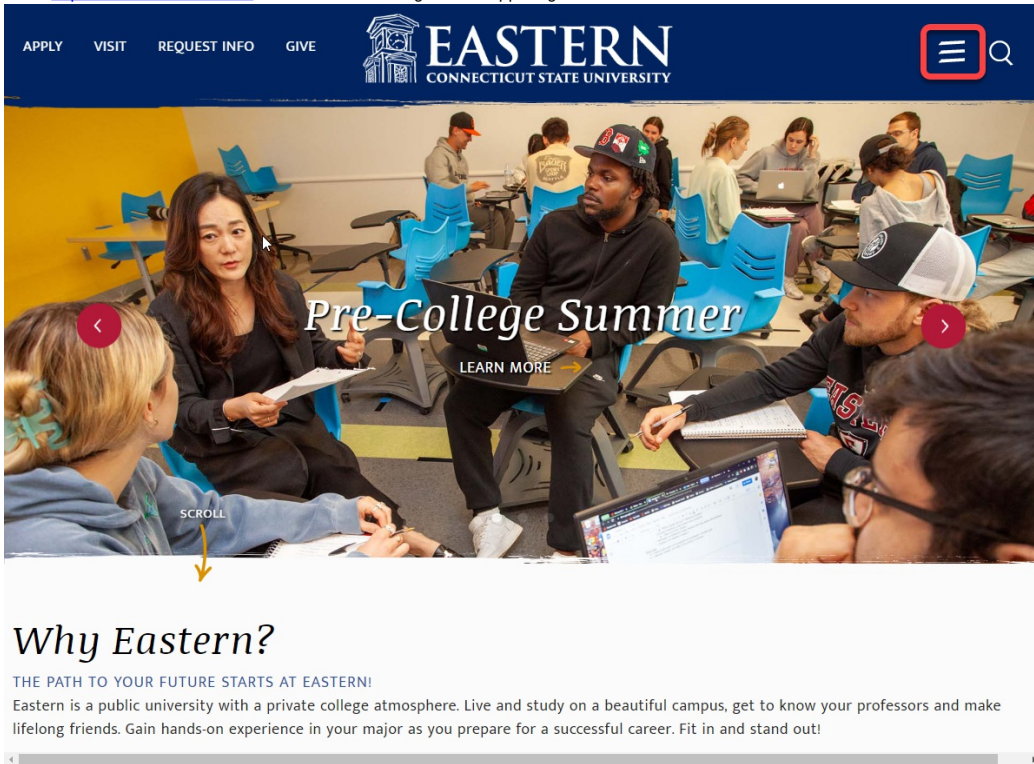 APPLY VISIT REQUEST INFO GIVE
EASTERN
CONNECTICUT STATE UNIVERSITY
Pre-College Summer
LEARN MORE
SCROLL
Why Eastern?
THE PATH TO YOUR FUTURE STARTS AT EASTERN!
Eastern is a public university with a private college atmosphere. Live and study on a beautiful campus, get to know your professors and make
lifelong friends. Gain hands-on experience in your major as you prepare for a successful career. Fit in and stand out!